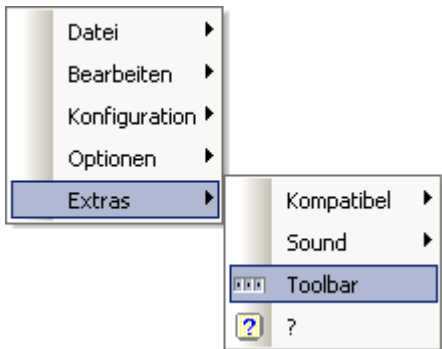 Datei
Bearbeiten
Konfiguration
Optionen
Extras
Kompatibel
Sound
Toolbar
?